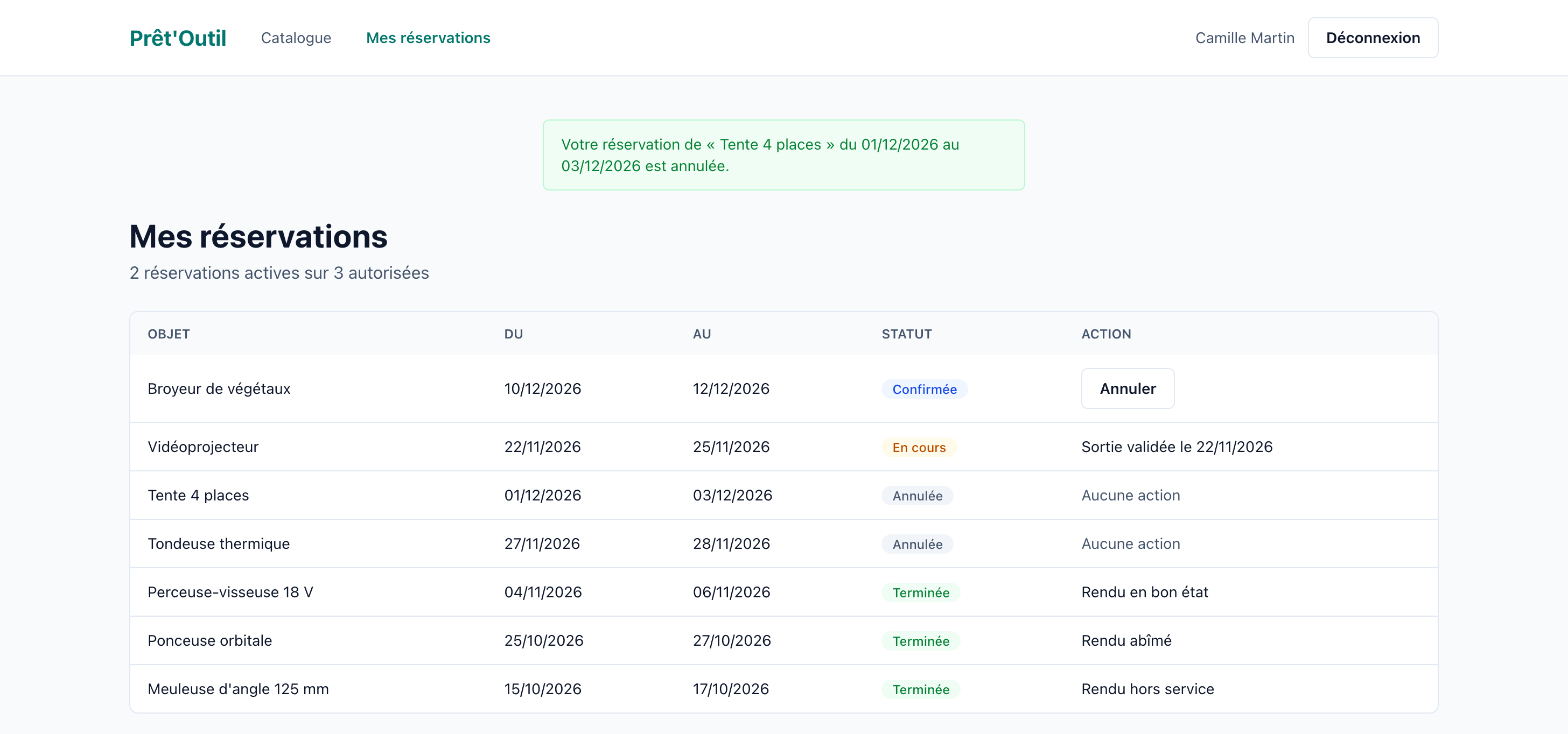 Prêt'Outil Catalogue Mes réservations Camille Martin Déconnexion
Votre réservation de « Tente 4 places » du 01/12/2026 au
03/12/2026 est annulée.
Mes réservations
2 réservations actives sur 3 autorisées
OBJET DU AU STATUT ACTION
Broyeur de végétaux 10/12/2026 12/12/2026 Confirmée Annuler
Vidéoprojecteur 22/11/2026 25/11/2026 En cours Sortie validée le 22/11/2026
Tente 4 places 01/12/2026 03/12/2026 Annulée Aucune action
Tondeuse thermique 27/11/2026 28/11/2026 Annulée Aucune action
Perceuse-visseuse 18 V 04/11/2026 06/11/2026 Terminée Rendu en bon état
Ponceuse orbitale 25/10/2026 27/10/2026 Terminée Rendu abîmé
Meuleuse d'angle 125 mm 15/10/2026 17/10/2026 Terminée Rendu hors service